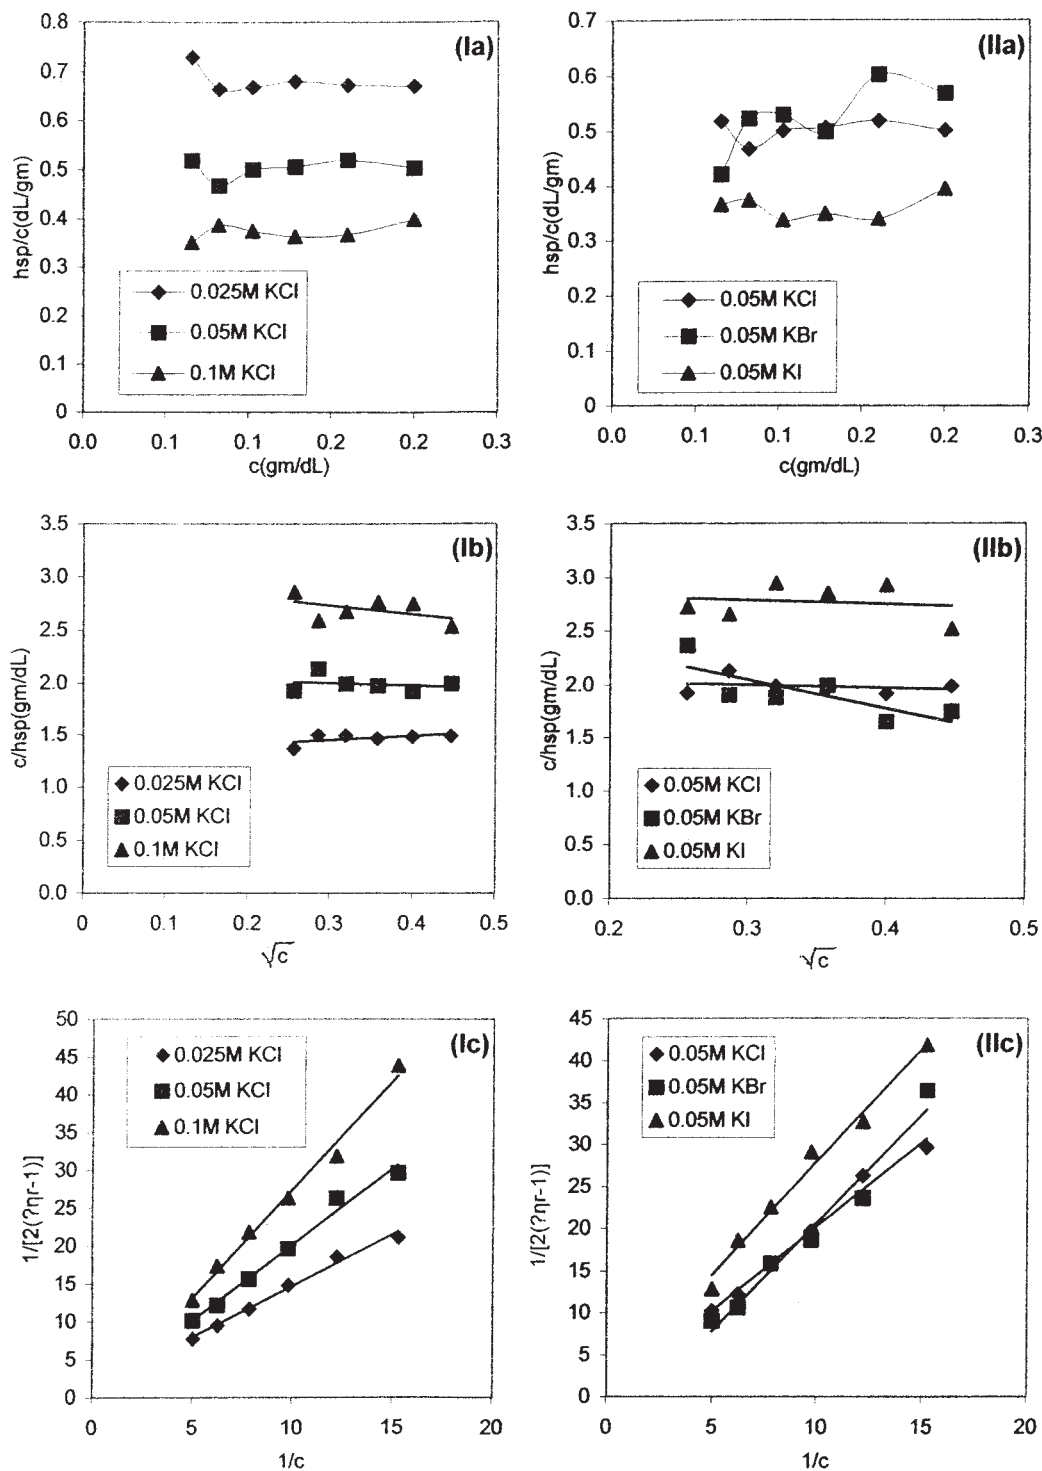 (Ia)
0.8
0.7
0.6
0.5
0.4
0.3
0.2
0.1
0
hsp/c(dL/gm)
0.025M KCl
0.05M KCl
0.1M KCl
0.0 0.1 0.1 0.2 0.2 0.3
c(gm/dL)
(IIa)
0.7
0.6
0.5
0.4
0.3
0.2
0.1
0
hsp/c(dL/gm)
0.05M KCl
0.05M KBr
0.05M KI
0.0 0.1 0.1 0.2 0.2 0.3
c(gm/dL)
(Ib)
3.5
3.0
2.5
2.0
1.5
1.0
0.5
0.0
c/hsp(gm/dL)
0.025M KCl
0.05M KCl
0.1M KCl
0 0.1 0.2 0.3 0.4 0.5
√c
(IIb)
3.5
3.0
2.5
2.0
1.5
1.0
0.5
0.0
c/hsp(gm/dL)
0.05M KCl
0.05M KBr
0.05M KI
0.2 0.3 0.4 0.5
√c
(Ic)
50
45
40
35
30
25
20
15
10
5
0
1/[2(?ηr-1)]
0.025M KCl
0.05M KCl
0.1M KCl
0 5 10 15 20
1/c
(IIc)
45
40
35
30
25
20
15
10
5
0
1/[2(?ηr-1)]
0.05M KCl
0.05M KBr
0.05M KI
0 5 10 15 20
1/c